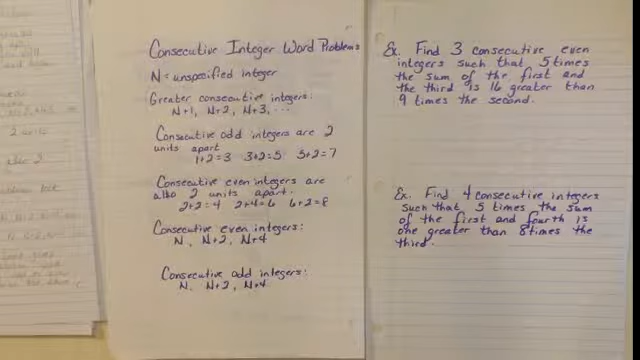 Consecutive Integer Word Problems
N = unspecified integer
Greater consecutive integers:
N+1, N+2, N+3, ...
Consecutive odd integers are 2
units apart
1+2=3 3+2=5 5+2=7
Consecutive even integers are
also 2 units apart.
2+2=4 2+4=6 6+2=8
Consecutive even integers:
N, N+2, N+4
Consecutive odd integers:
N, N+2, N+4
Ex. Find 3 consecutive even
integers such that 5 times
the sum of the first and
the third is 16 greater than
9 times the second.
Ex. Find 4 consecutive integers
such that 5 times the sum
of the first and fourth is
one greater than 8 times the
third.